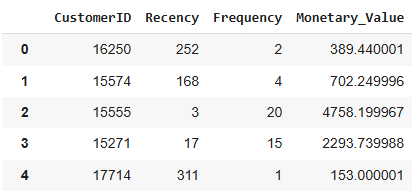 CustomerID Recency Frequency Monetary_Value
0 16250 252 2 389.440001
1 15574 168 4 702.249996
2 15555 3 20 4758.199967
3 15271 17 15 2293.739988
4 17714 311 1 153.000001